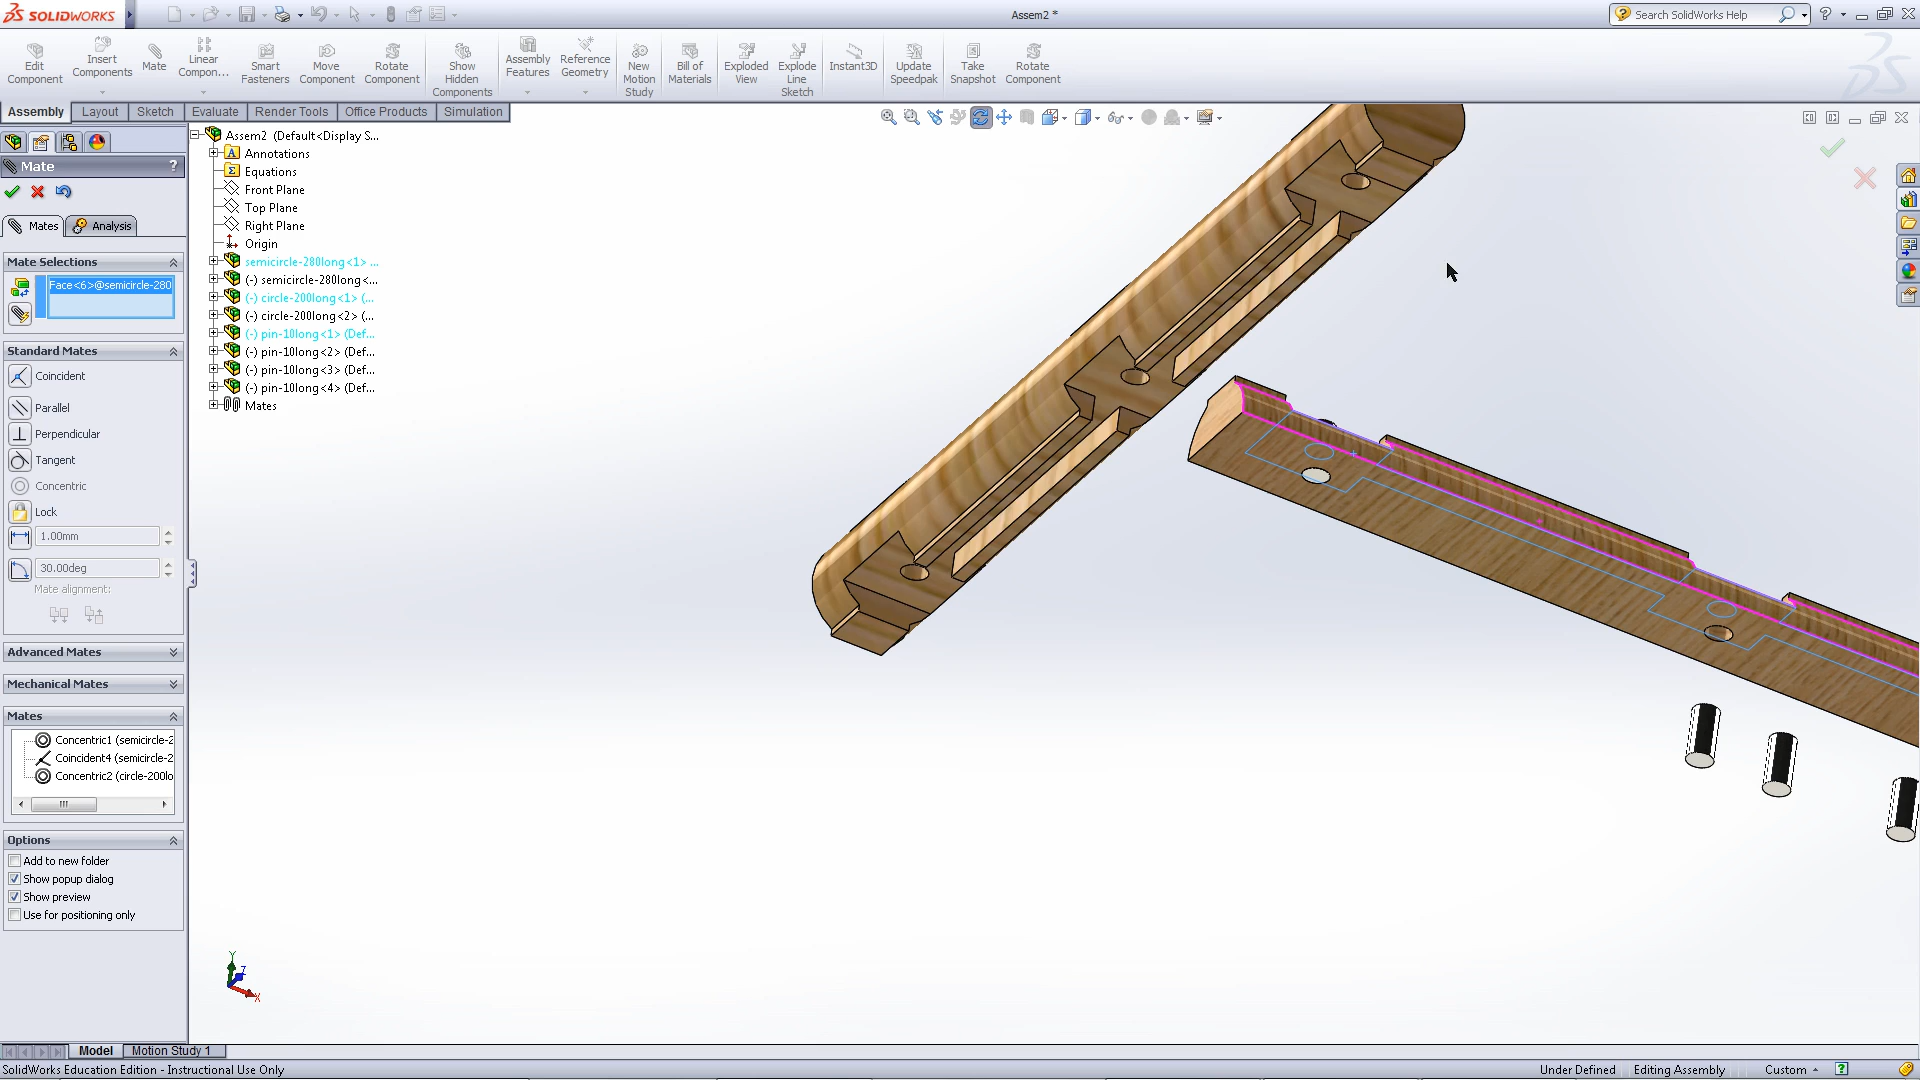 SOLIDWORKS
Assem2 *
Search SolidWorks Help
Edit Component
Insert Components
Mate
Linear Compon...
Smart Fasteners
Move Component
Rotate Component
Show Hidden Components
Assembly Features
Reference Geometry
New Motion Study
Bill of Materials
Exploded View
Explode Line Sketch
Instant3D
Update Speedpak
Take Snapshot
Rotate Component
Assembly
Layout
Sketch
Evaluate
Render Tools
Office Products
Simulation
Mate
?
Mates
Analysis
Mate Selections
Face<6>@semicircle-280
Standard Mates
Coincident
Parallel
Perpendicular
Tangent
Concentric
Lock
1.00mm
30.00deg
Mate alignment:
Advanced Mates
Mechanical Mates
Mates
Concentric1 (semicircle-2
Coincident4 (semicircle-2
Concentric2 (circle-200lo
Options
Add to new folder
Show popup dialog
Show preview
Use for positioning only
Assem2 (Default<Display S...
Annotations
Equations
Front Plane
Top Plane
Right Plane
Origin
semicircle-280long<1> ...
(-) semicircle-280long<...
(-) circle-200long<1> (...
(-) circle-200long<2> (...
(-) pin-10long<1> (Def...
(-) pin-10long<2> (Def...
(-) pin-10long<3> (Def...
(-) pin-10long<4> (Def...
Mates
Y
Z
X
Model
Motion Study 1
SolidWorks Education Edition - Instructional Use Only
Under Defined
Editing Assembly
Custom